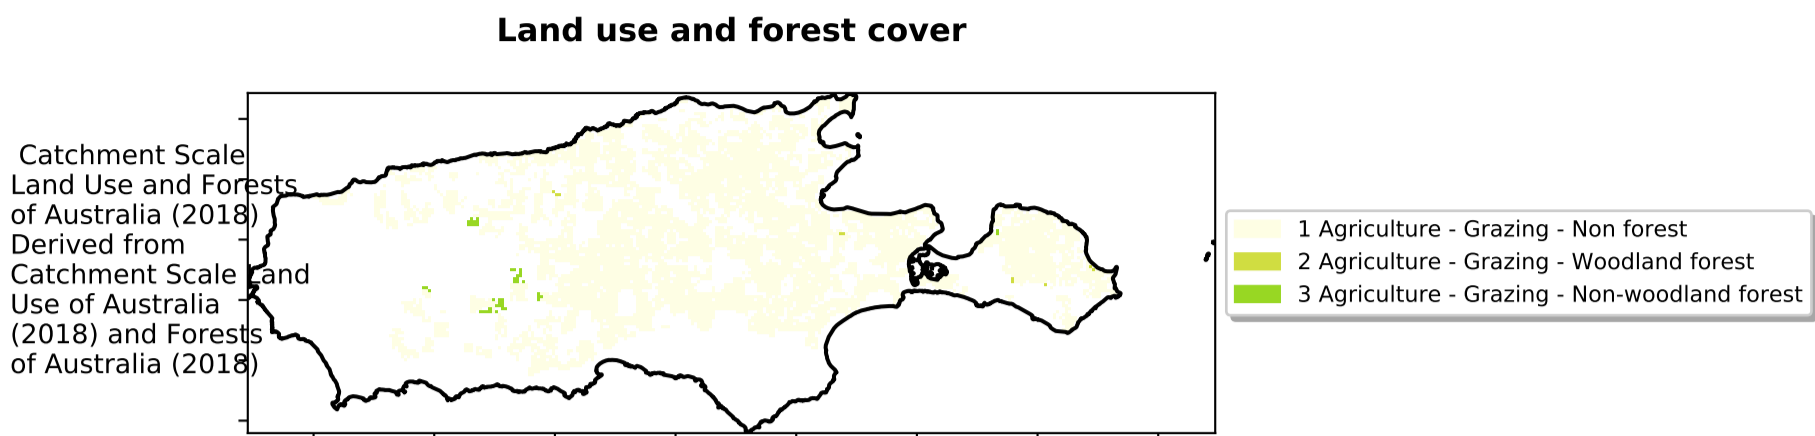 Land use and forest cover
Catchment Scale
Land Use and Forests
of Australia (2018)
Derived from
Catchment Scale Land
Use of Australia
(2018) and Forests
of Australia (2018)
1 Agriculture - Grazing - Non forest
2 Agriculture - Grazing - Woodland forest
3 Agriculture - Grazing - Non-woodland forest